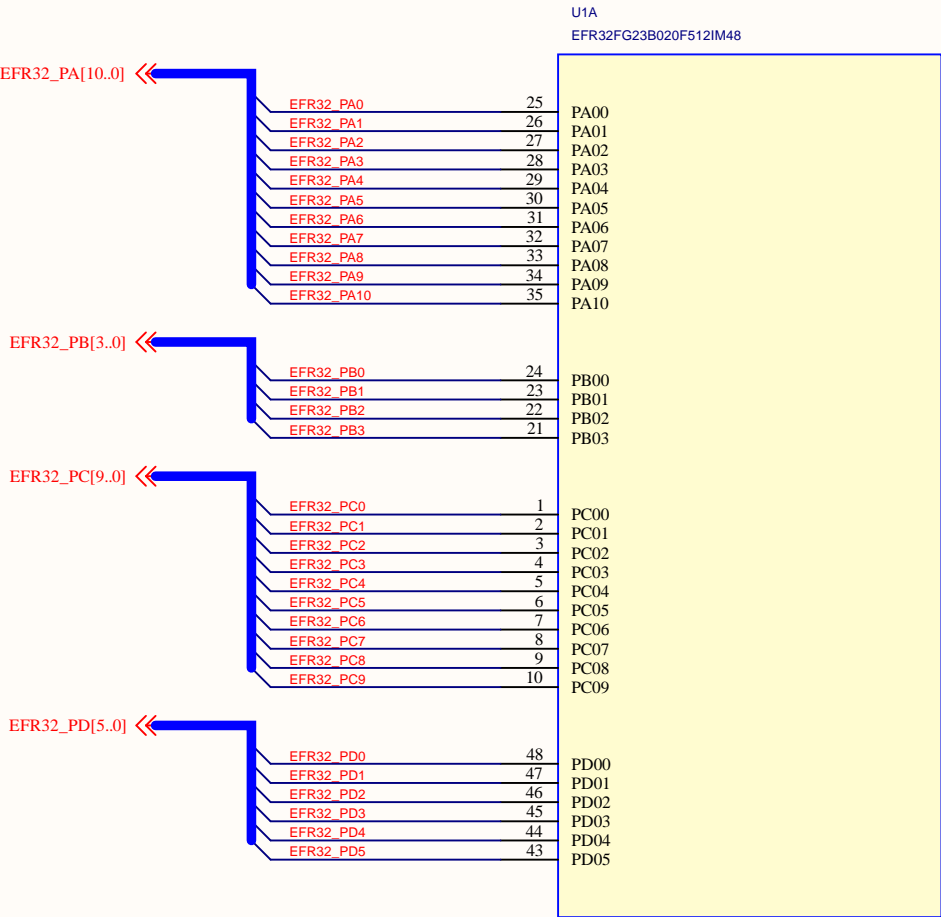 U1A
EFR32FG23B020F512IM48
EFR32_PA[10..0]
EFR32_PA0 25 PA00
EFR32_PA1 26 PA01
EFR32_PA2 27 PA02
EFR32_PA3 28 PA03
EFR32_PA4 29 PA04
EFR32_PA5 30 PA05
EFR32_PA6 31 PA06
EFR32_PA7 32 PA07
EFR32_PA8 33 PA08
EFR32_PA9 34 PA09
EFR32_PA10 35 PA10
EFR32_PB[3..0]
EFR32_PB0 24 PB00
EFR32_PB1 23 PB01
EFR32_PB2 22 PB02
EFR32_PB3 21 PB03
EFR32_PC[9..0]
EFR32_PC0 1 PC00
EFR32_PC1 2 PC01
EFR32_PC2 3 PC02
EFR32_PC3 4 PC03
EFR32_PC4 5 PC04
EFR32_PC5 6 PC05
EFR32_PC6 7 PC06
EFR32_PC7 8 PC07
EFR32_PC8 9 PC08
EFR32_PC9 10 PC09
EFR32_PD[5..0]
EFR32_PD0 48 PD00
EFR32_PD1 47 PD01
EFR32_PD2 46 PD02
EFR32_PD3 45 PD03
EFR32_PD4 44 PD04
EFR32_PD5 43 PD05